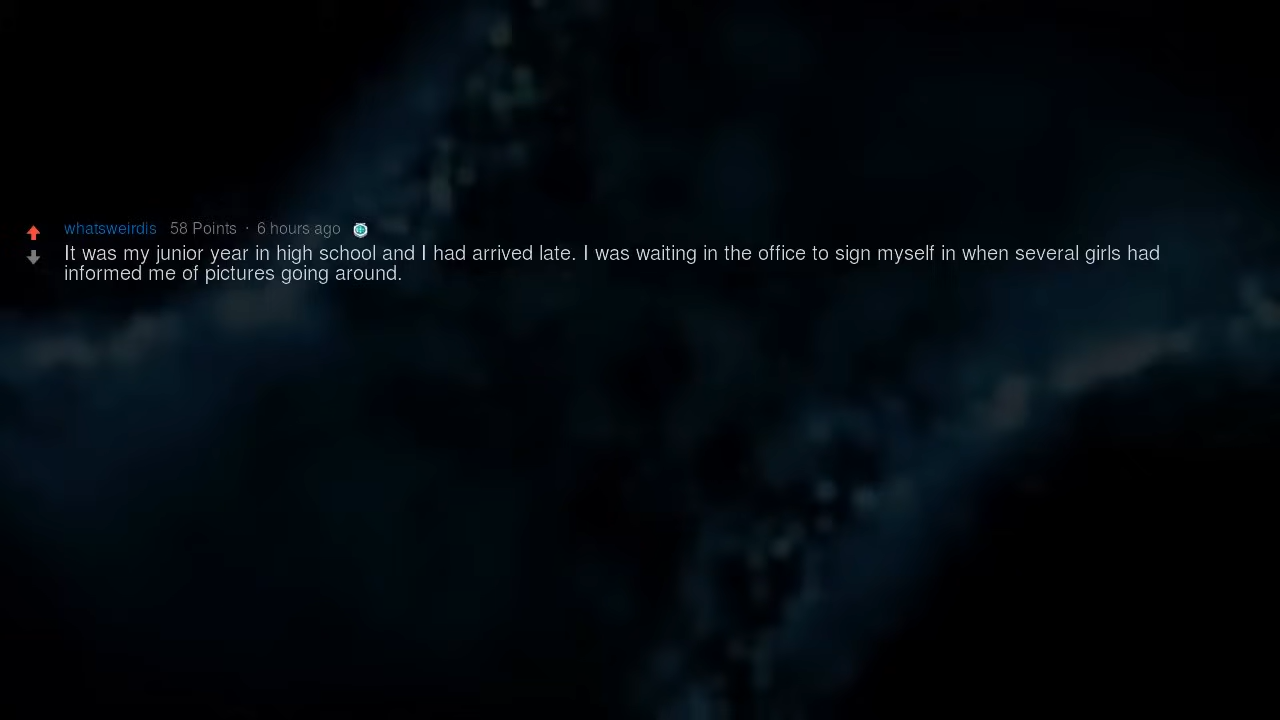 whatsweirdis 58 Points · 6 hours ago
It was my junior year in high school and I had arrived late. I was waiting in the office to sign myself in when several girls had
informed me of pictures going around.